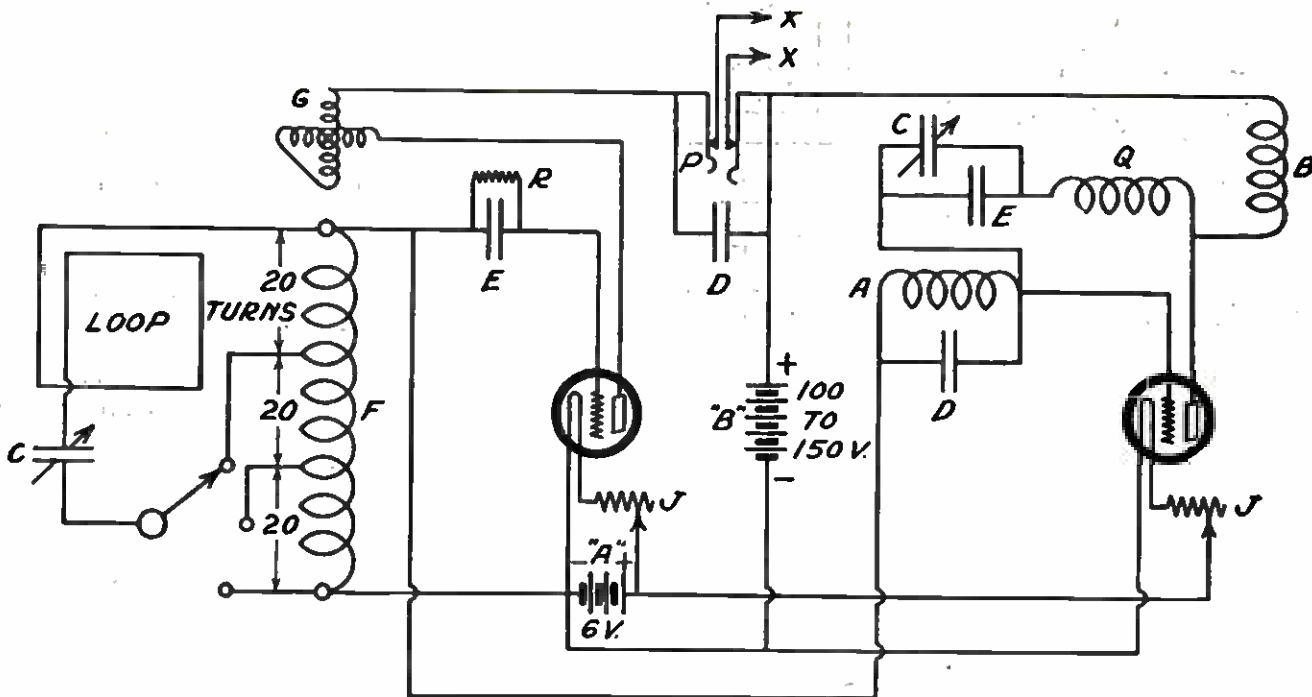 X
X
G
C
Q
B
P
R
E
E
D
A
LOOP
20
TURNS
20
20
F
C
D
+
"B"
100
TO
150 V.
-
J
J
- "A" +
6 V.